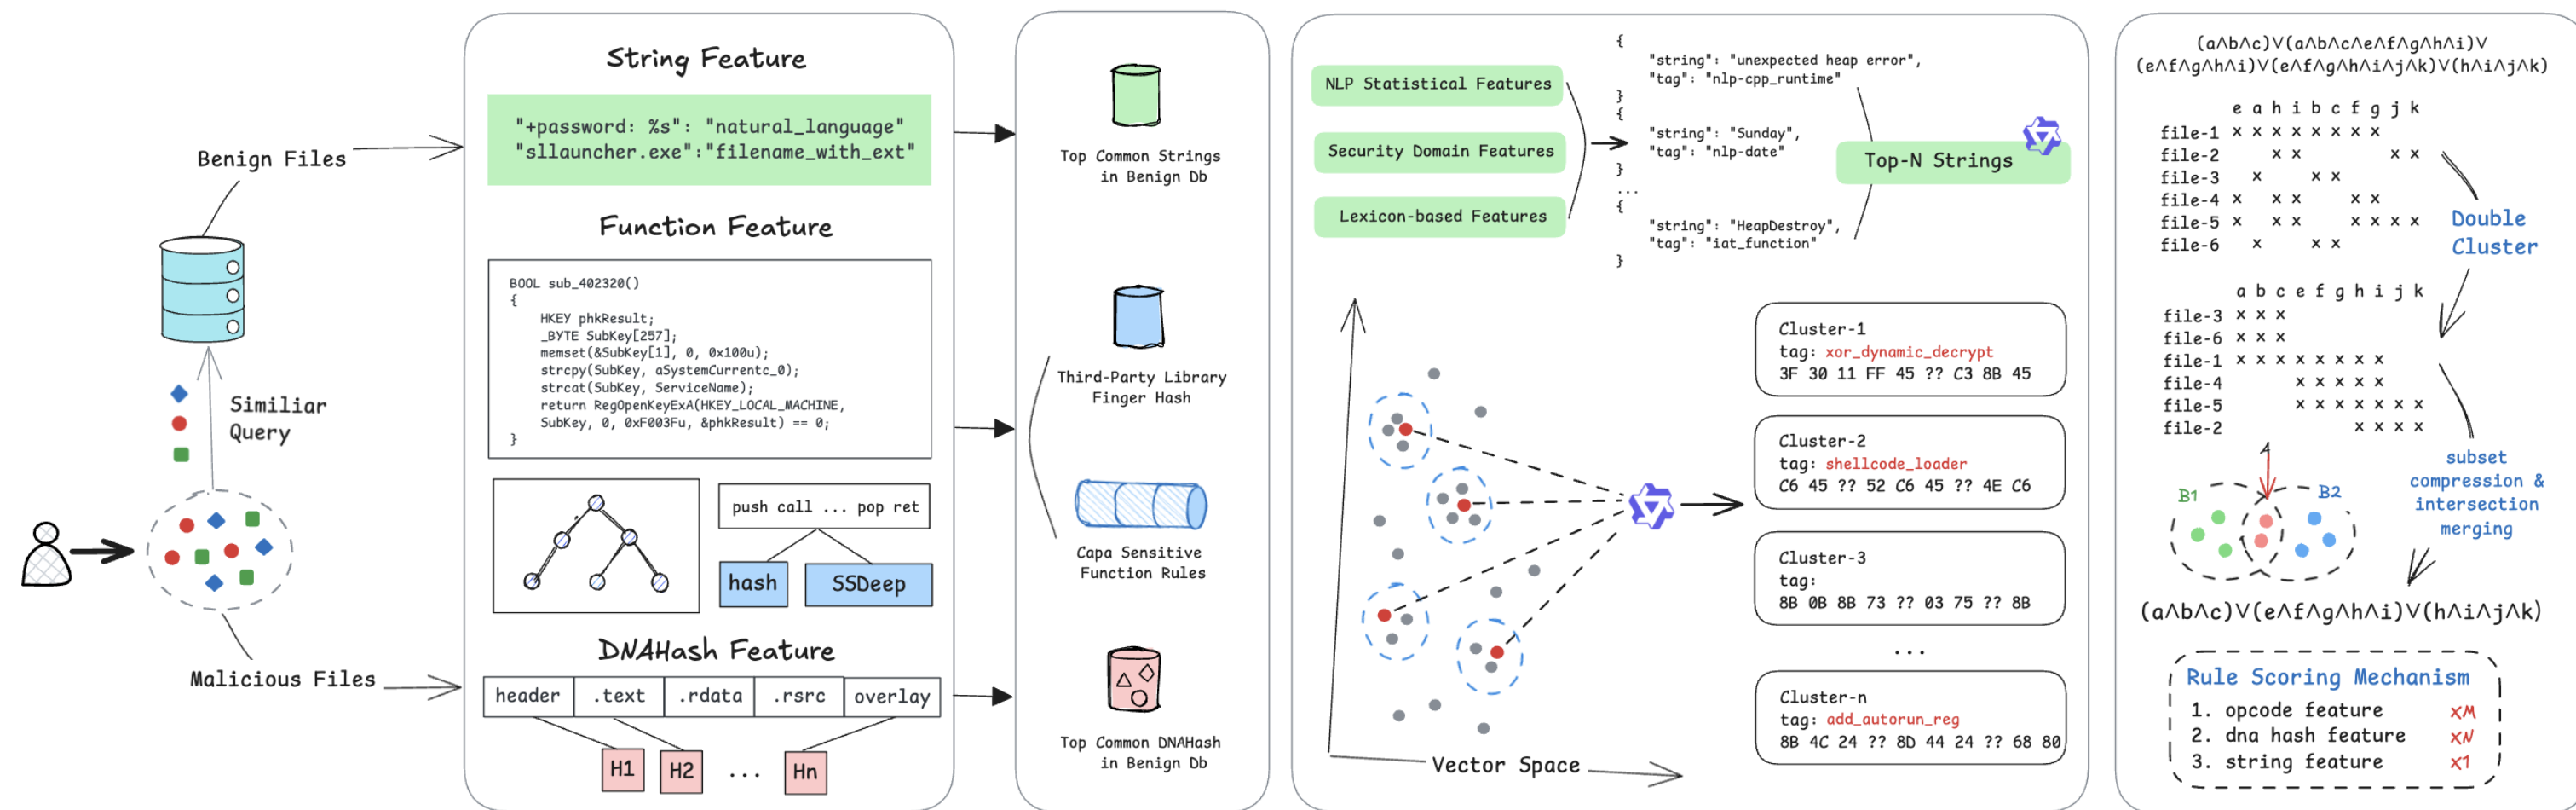 Benign Files
Similiar
Query
Malicious Files
String Feature
"+password: %s": "natural_language"
"sllauncher.exe":"filename_with_ext"
Function Feature
BOOL sub_402320()
{
HKEY phkResult;
_BYTE SubKey[257];
memset(&SubKey[1], 0, 0x100u);
strcpy(SubKey, aSystemCurrentc_0);
strcat(SubKey, ServiceName);
return RegOpenKeyExA(HKEY_LOCAL_MACHINE,
SubKey, 0, 0xF003Fu, &phkResult) == 0;
}
push call ... pop ret
hash
SSDeep
DNAHash Feature
header .text .rdata .rsrc overlay
H1 H2 ... Hn
Top Common Strings
in Benign Db
Third-Party Library
Finger Hash
Capa Sensitive
Function Rules
Top Common DNAHash
in Benign Db
NLP Statistical Features
Security Domain Features
Lexicon-based Features
{
"string": "unexpected heap error",
"tag": "nlp-cpp_runtime"
}
{
"string": "Sunday",
"tag": "nlp-date"
}
...
{
"string": "HeapDestroy",
"tag": "iat_function"
}
Top-N Strings
Vector Space
Cluster-1
tag: xor_dynamic_decrypt
3F 30 11 FF 45 ?? C3 8B 45
Cluster-2
tag: shellcode_loader
C6 45 ?? 52 C6 45 ?? 4E C6
Cluster-3
tag:
8B 0B 8B 73 ?? 03 75 ?? 8B
...
Cluster-n
tag: add_autorun_reg
8B 4C 24 ?? 8D 44 24 ?? 68 80
(a∧b∧c)∨(a∧b∧c∧e∧f∧g∧h∧i)∨
(e∧f∧g∧h∧i)∨(e∧f∧g∧h∧i∧j∧k)∨(h∧i∧j∧k)
e a h i b c f g j k
file-1 x x x x x x x x
file-2 x x x x
file-3 x x x
file-4 x x x x x
file-5 x x x x x x x
file-6 x x x
Double
Cluster
a b c e f g h i j k
file-3 x x x
file-6 x x x
file-1 x x x x x x x x
file-4 x x x x x
file-5 x x x x x x x
file-2 x x x x
subset
compression &
intersection
merging
A
B1
B2
(a∧b∧c)∨(e∧f∧g∧h∧i)∨(h∧i∧j∧k)
Rule Scoring Mechanism
1. opcode feature xM
2. dna hash feature xN
3. string feature x1